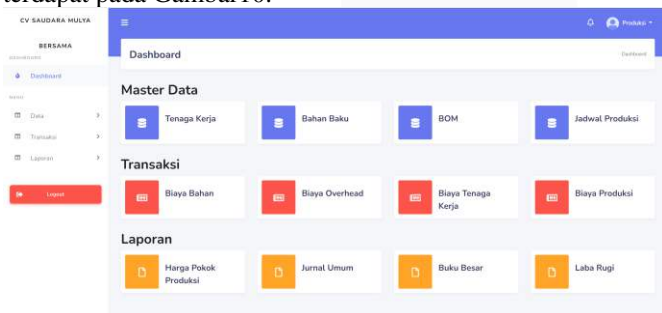 terdapat pada Gambar10.
CV SAUDARA MULYA
BERSAMA
Produksi
Dashboard
Dashboard
Dashboard
Data
Transaksi
Laporan
Logout
Master Data
Tenaga Kerja
Bahan Baku
BOM
Jadwal Produksi
Transaksi
Biaya Bahan
Biaya Overhead
Biaya Tenaga
Kerja
Biaya Produksi
Laporan
Harga Pokok
Produksi
Jurnal Umum
Buku Besar
Laba Rugi